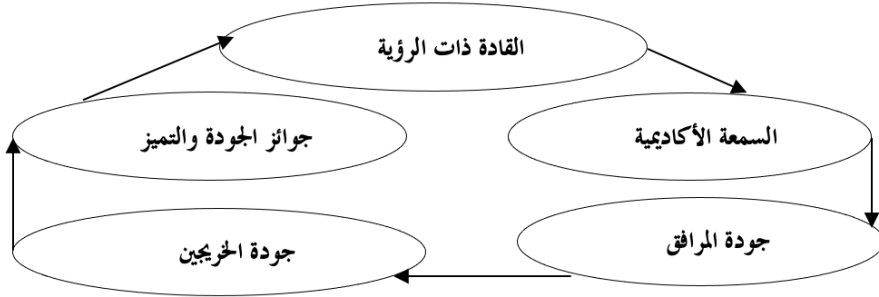 القادة ذات الرؤية
السمعة الأكاديمية
جوائز الجودة والتميز
جودة المرافق
جودة الخريجين